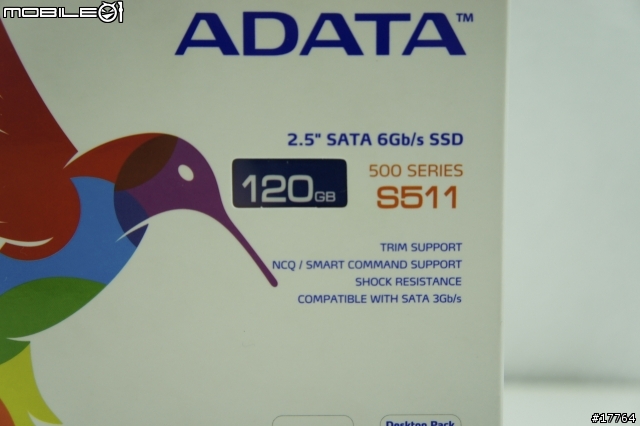 MOBILE01
ADATA™
2.5" SATA 6Gb/s SSD
120GB
500 SERIES
S511
TRIM SUPPORT
NCQ / SMART COMMAND SUPPORT
SHOCK RESISTANCE
COMPATIBLE WITH SATA 3Gb/s
Desktop Pack
#17764